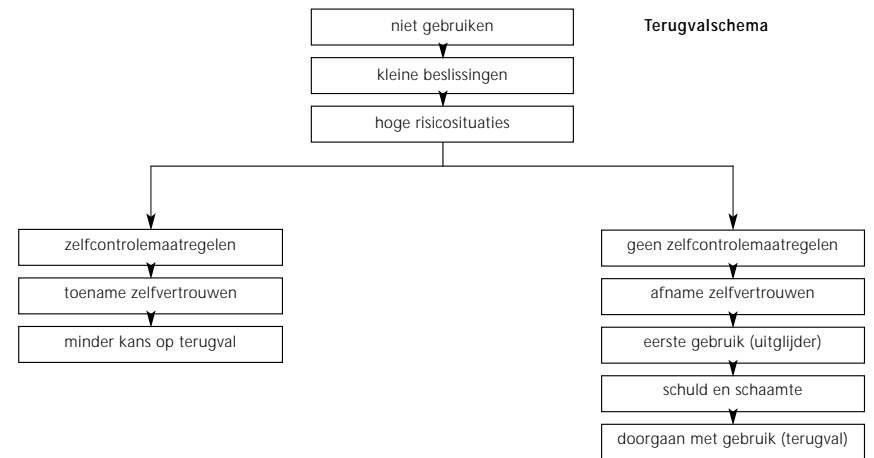 niet gebruiken
Terugvalschema
kleine beslissingen
hoge risicosituaties
zelfcontrolemaatregelen
toename zelfvertrouwen
minder kans op terugval
geen zelfcontrolemaatregelen
afname zelfvertrouwen
eerste gebruik (uitglijder)
schuld en schaamte
doorgaan met gebruik (terugval)